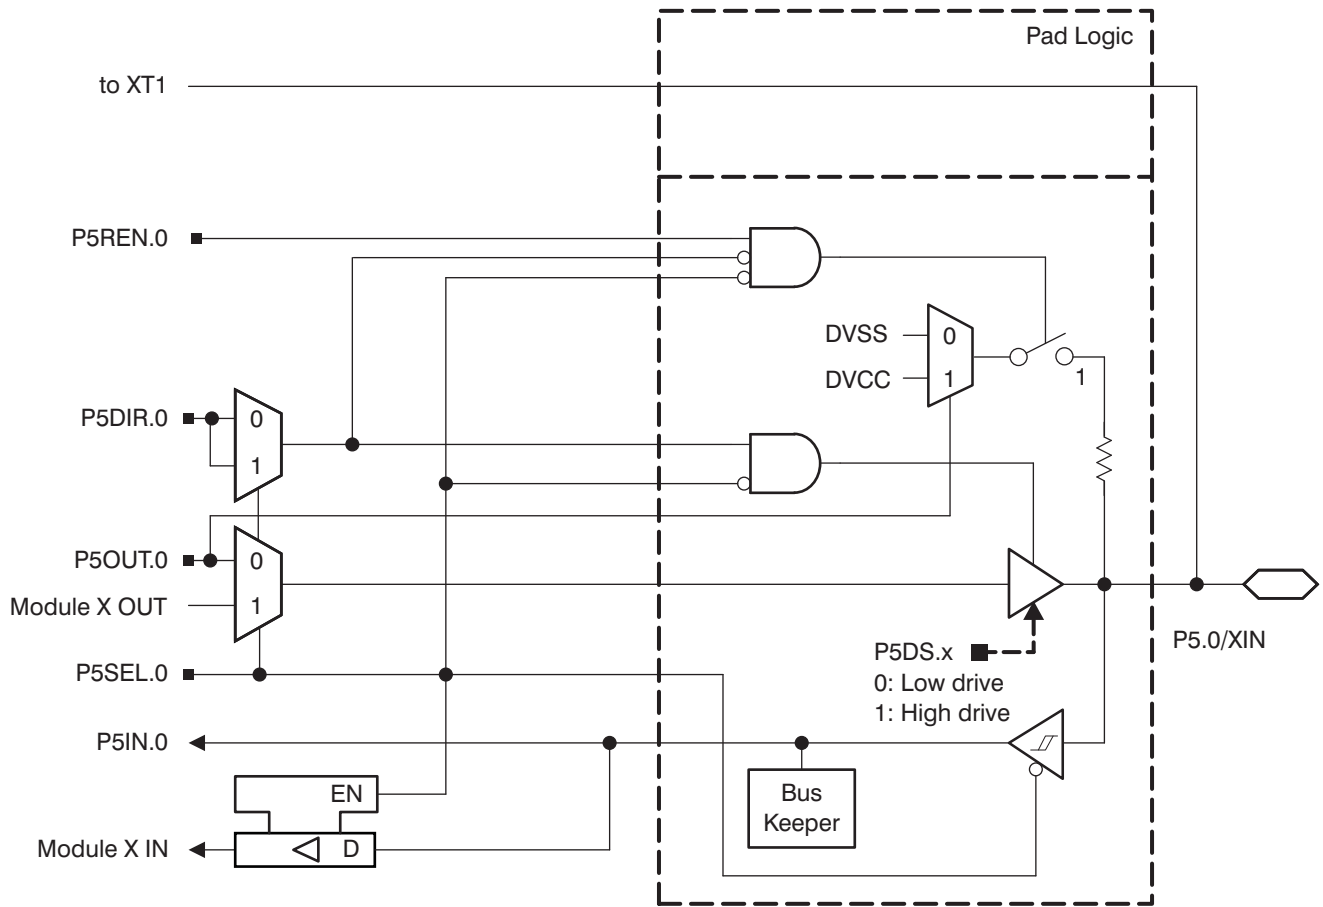 Pad Logic
to XT1
P5REN.0
DVSS
0
DVCC
1
1
P5DIR.0
0
1
P5OUT.0
0
Module X OUT
1
P5SEL.0
P5DS.x
0: Low drive
1: High drive
P5.0/XIN
P5IN.0
EN
Bus
Keeper
Module X IN
D